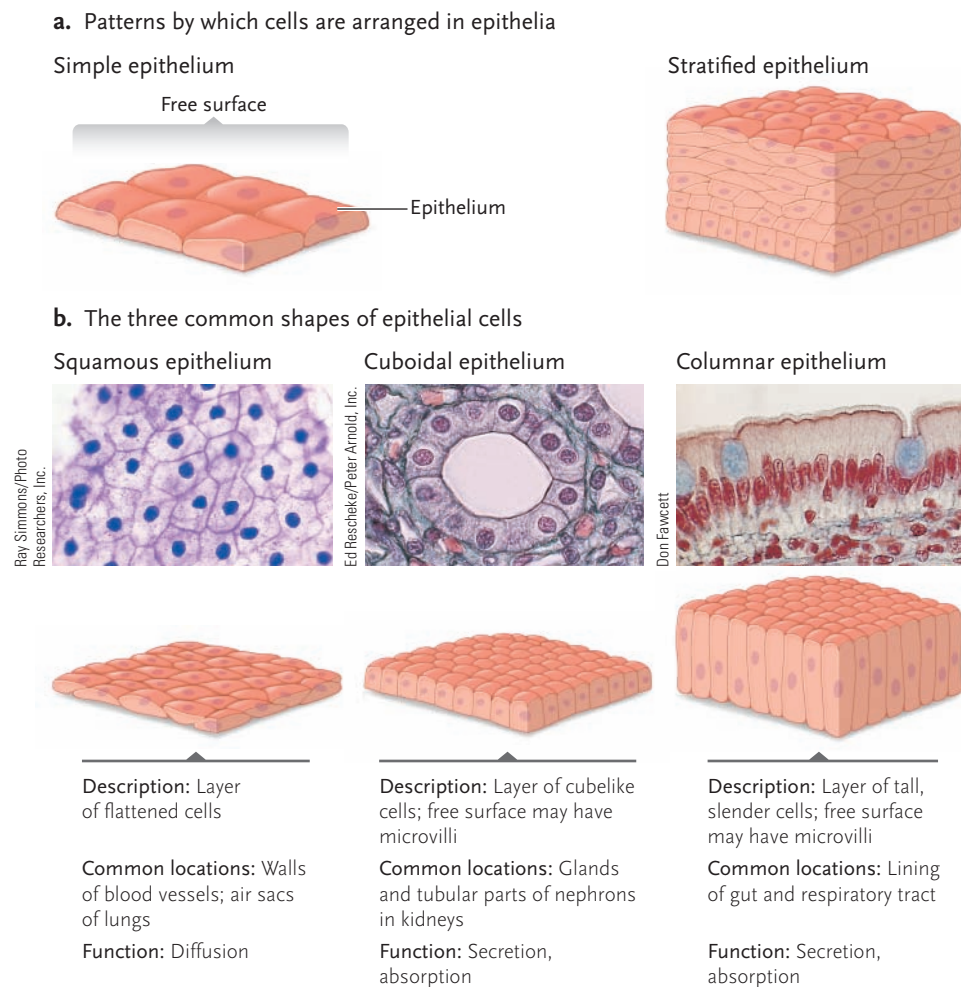 a. Patterns by which cells are arranged in epithelia
Simple epithelium
Free surface
Epithelium
Stratified epithelium
b. The three common shapes of epithelial cells
Squamous epithelium
Ray Simmons/Photo
Researchers, Inc.
Description: Layer
of flattened cells
Common locations: Walls
of blood vessels; air sacs
of lungs
Function: Diffusion
Cuboidal epithelium
Ed Reschke/Peter Arnold, Inc.
Description: Layer of cubelike
cells; free surface may have
microvilli
Common locations: Glands
and tubular parts of nephrons
in kidneys
Function: Secretion,
absorption
Columnar epithelium
Don Fawcett
Description: Layer of tall,
slender cells; free surface
may have microvilli
Common locations: Lining
of gut and respiratory tract
Function: Secretion,
absorption